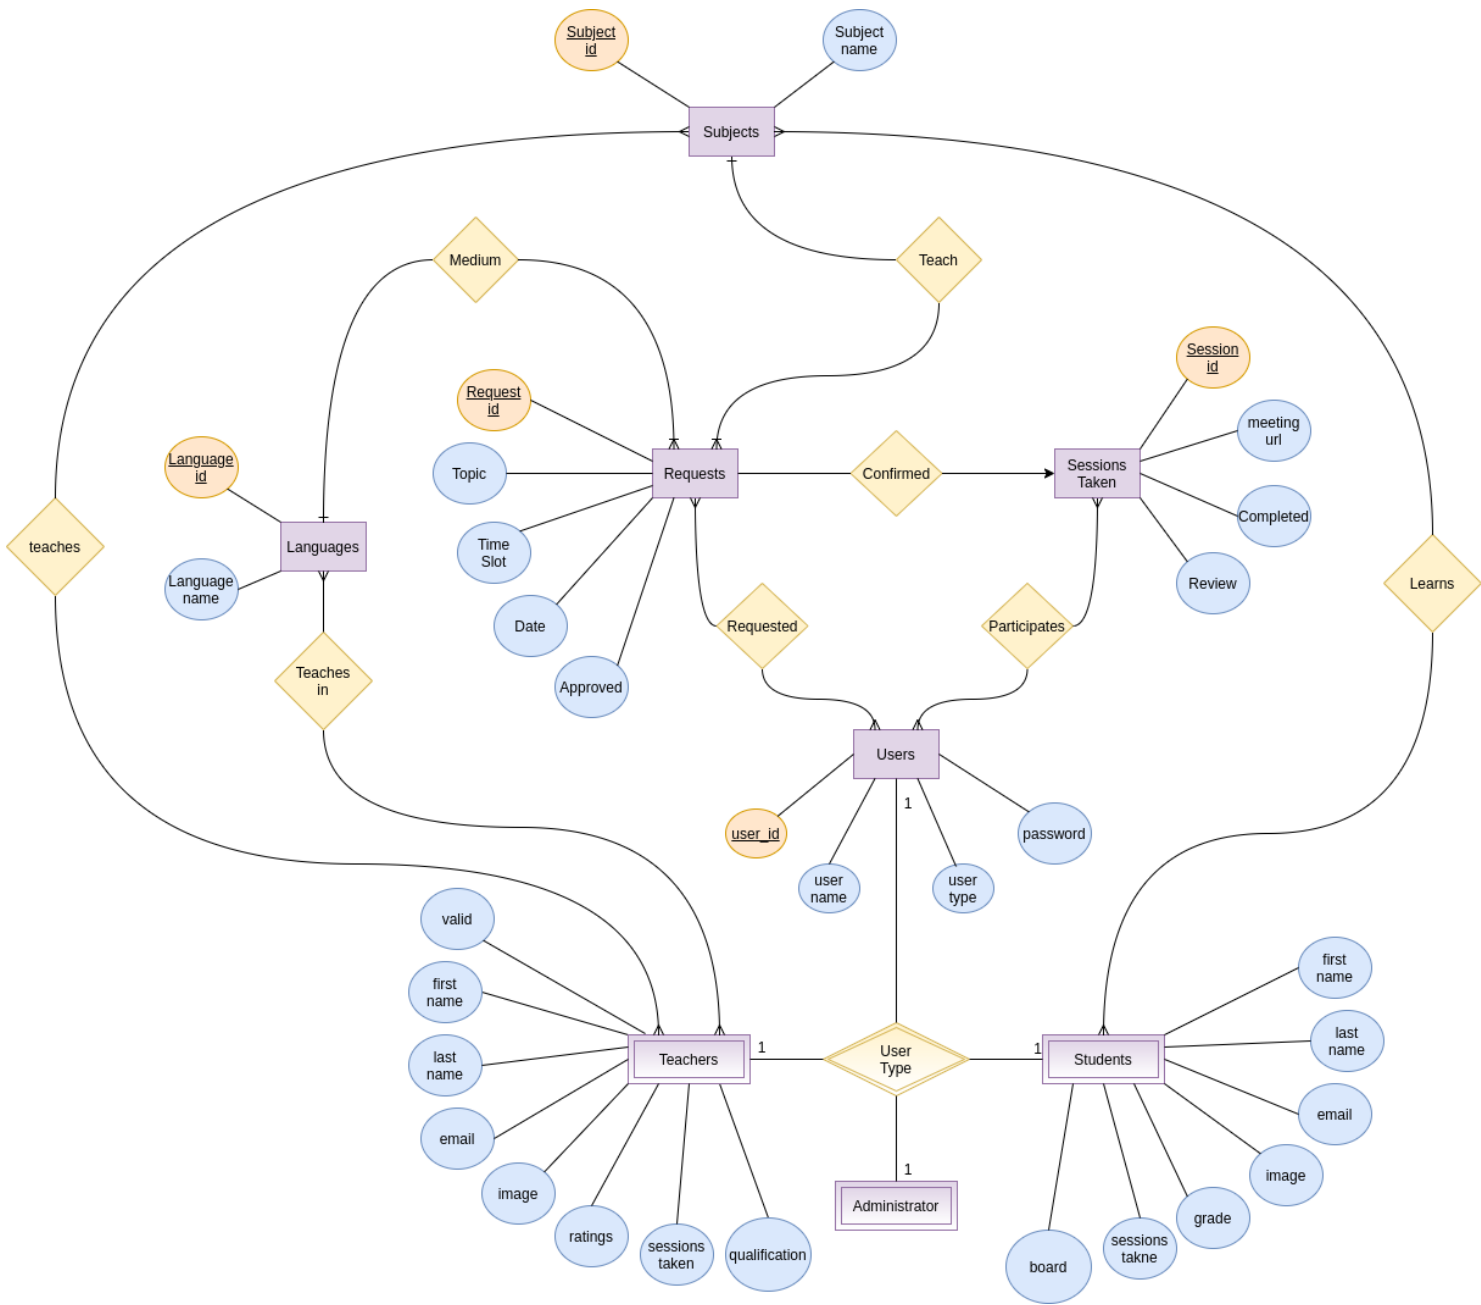 Subject
id
Subject
name
Subjects
Medium
Teach
Session
id
Request
id
meeting
url
Language
id
Topic
Requests
Confirmed
Sessions
Taken
Completed
teaches
Languages
Time
Slot
Language
name
Review
Learns
Date
Requested
Participates
Teaches
in
Approved
Users
1
user_id
password
user
name
user
type
valid
first
name
last
name
email
image
ratings
sessions
taken
qualification
Teachers
1
User
Type
1
Students
first
name
last
name
email
image
grade
sessions
takne
board
1
Administrator